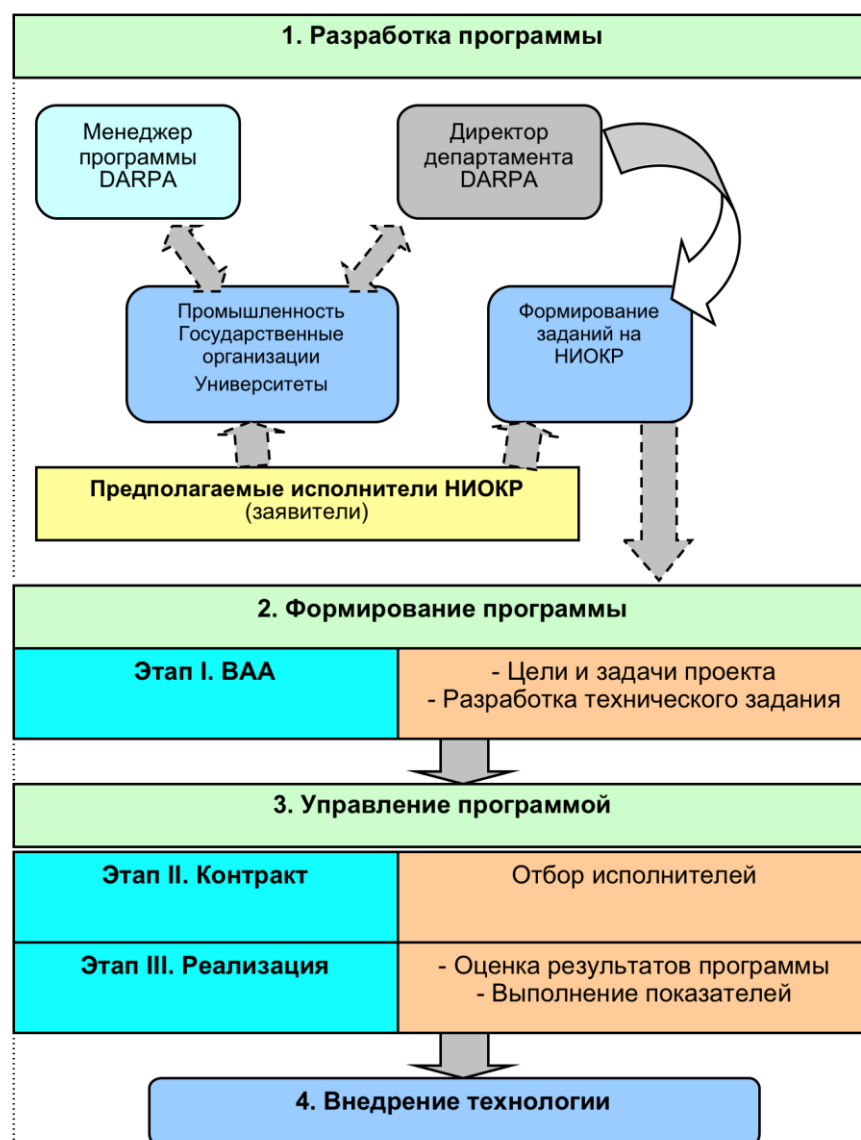 1. Разработка программы
Менеджер
программы
DARPA
Директор
департамента
DARPA
Промышленность
Государственные
организации
Университеты
Формирование
заданий на
НИОКР
Предполагаемые исполнители НИОКР
(заявители)
2. Формирование программы
Этап I. BAA
- Цели и задачи проекта
- Разработка технического задания
3. Управление программой
Этап II. Контракт
Отбор исполнителей
Этап III. Реализация
- Оценка результатов программы
- Выполнение показателей
4. Внедрение технологии